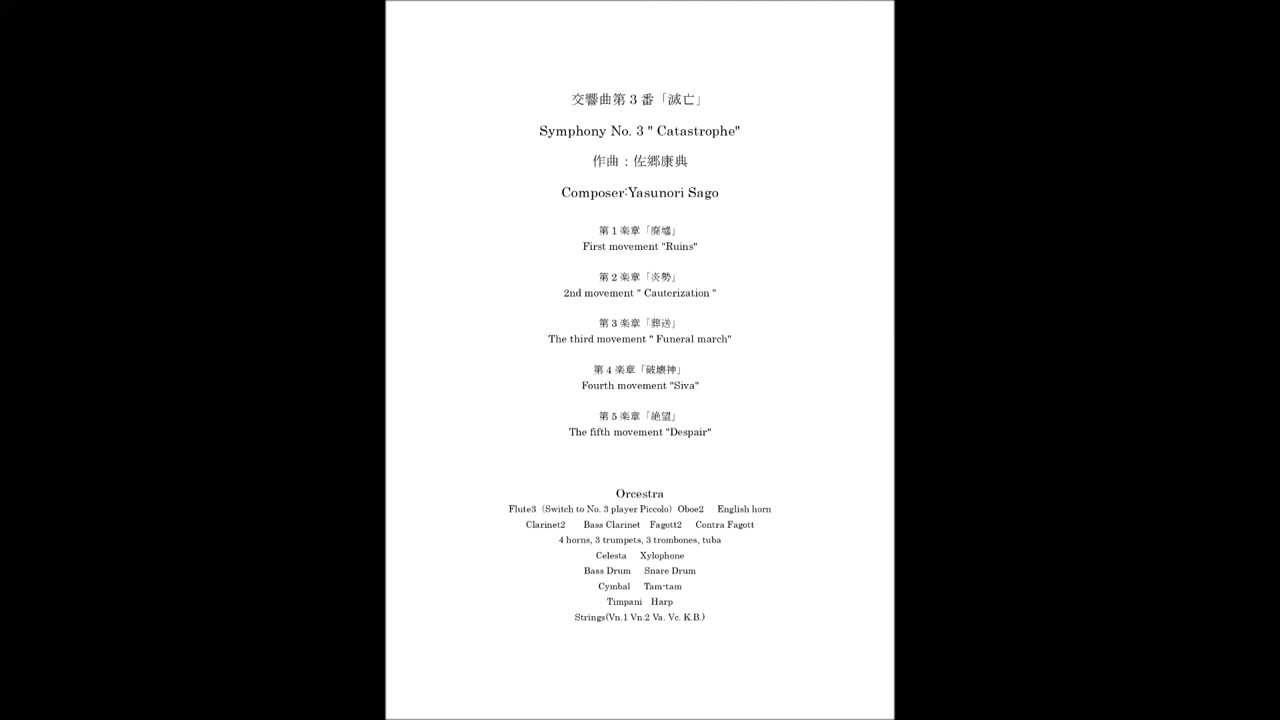 交響曲第 3 番「滅亡」
Symphony No. 3 " Catastrophe"
作曲：佐郷康典
Composer:Yasunori Sago
第 1 楽章「廃墟」
First movement "Ruins"
第 2 楽章「炎勢」
2nd movement " Cauterization "
第 3 楽章「葬送」
The third movement " Funeral march"
第 4 楽章「破壊神」
Fourth movement "Siva"
第 5 楽章「絶望」
The fifth movement "Despair"
Orcestra
Flute3（Switch to No. 3 player Piccolo）Oboe2　English horn
Clarinet2　Bass Clarinet　Fagott2　Contra Fagott
4 horns, 3 trumpets, 3 trombones, tuba
Celesta　Xylophone
Bass Drum　Snare Drum
Cymbal　Tam-tam
Timpani　Harp
Strings(Vn.1 Vn.2 Va. Vc. K.B.)